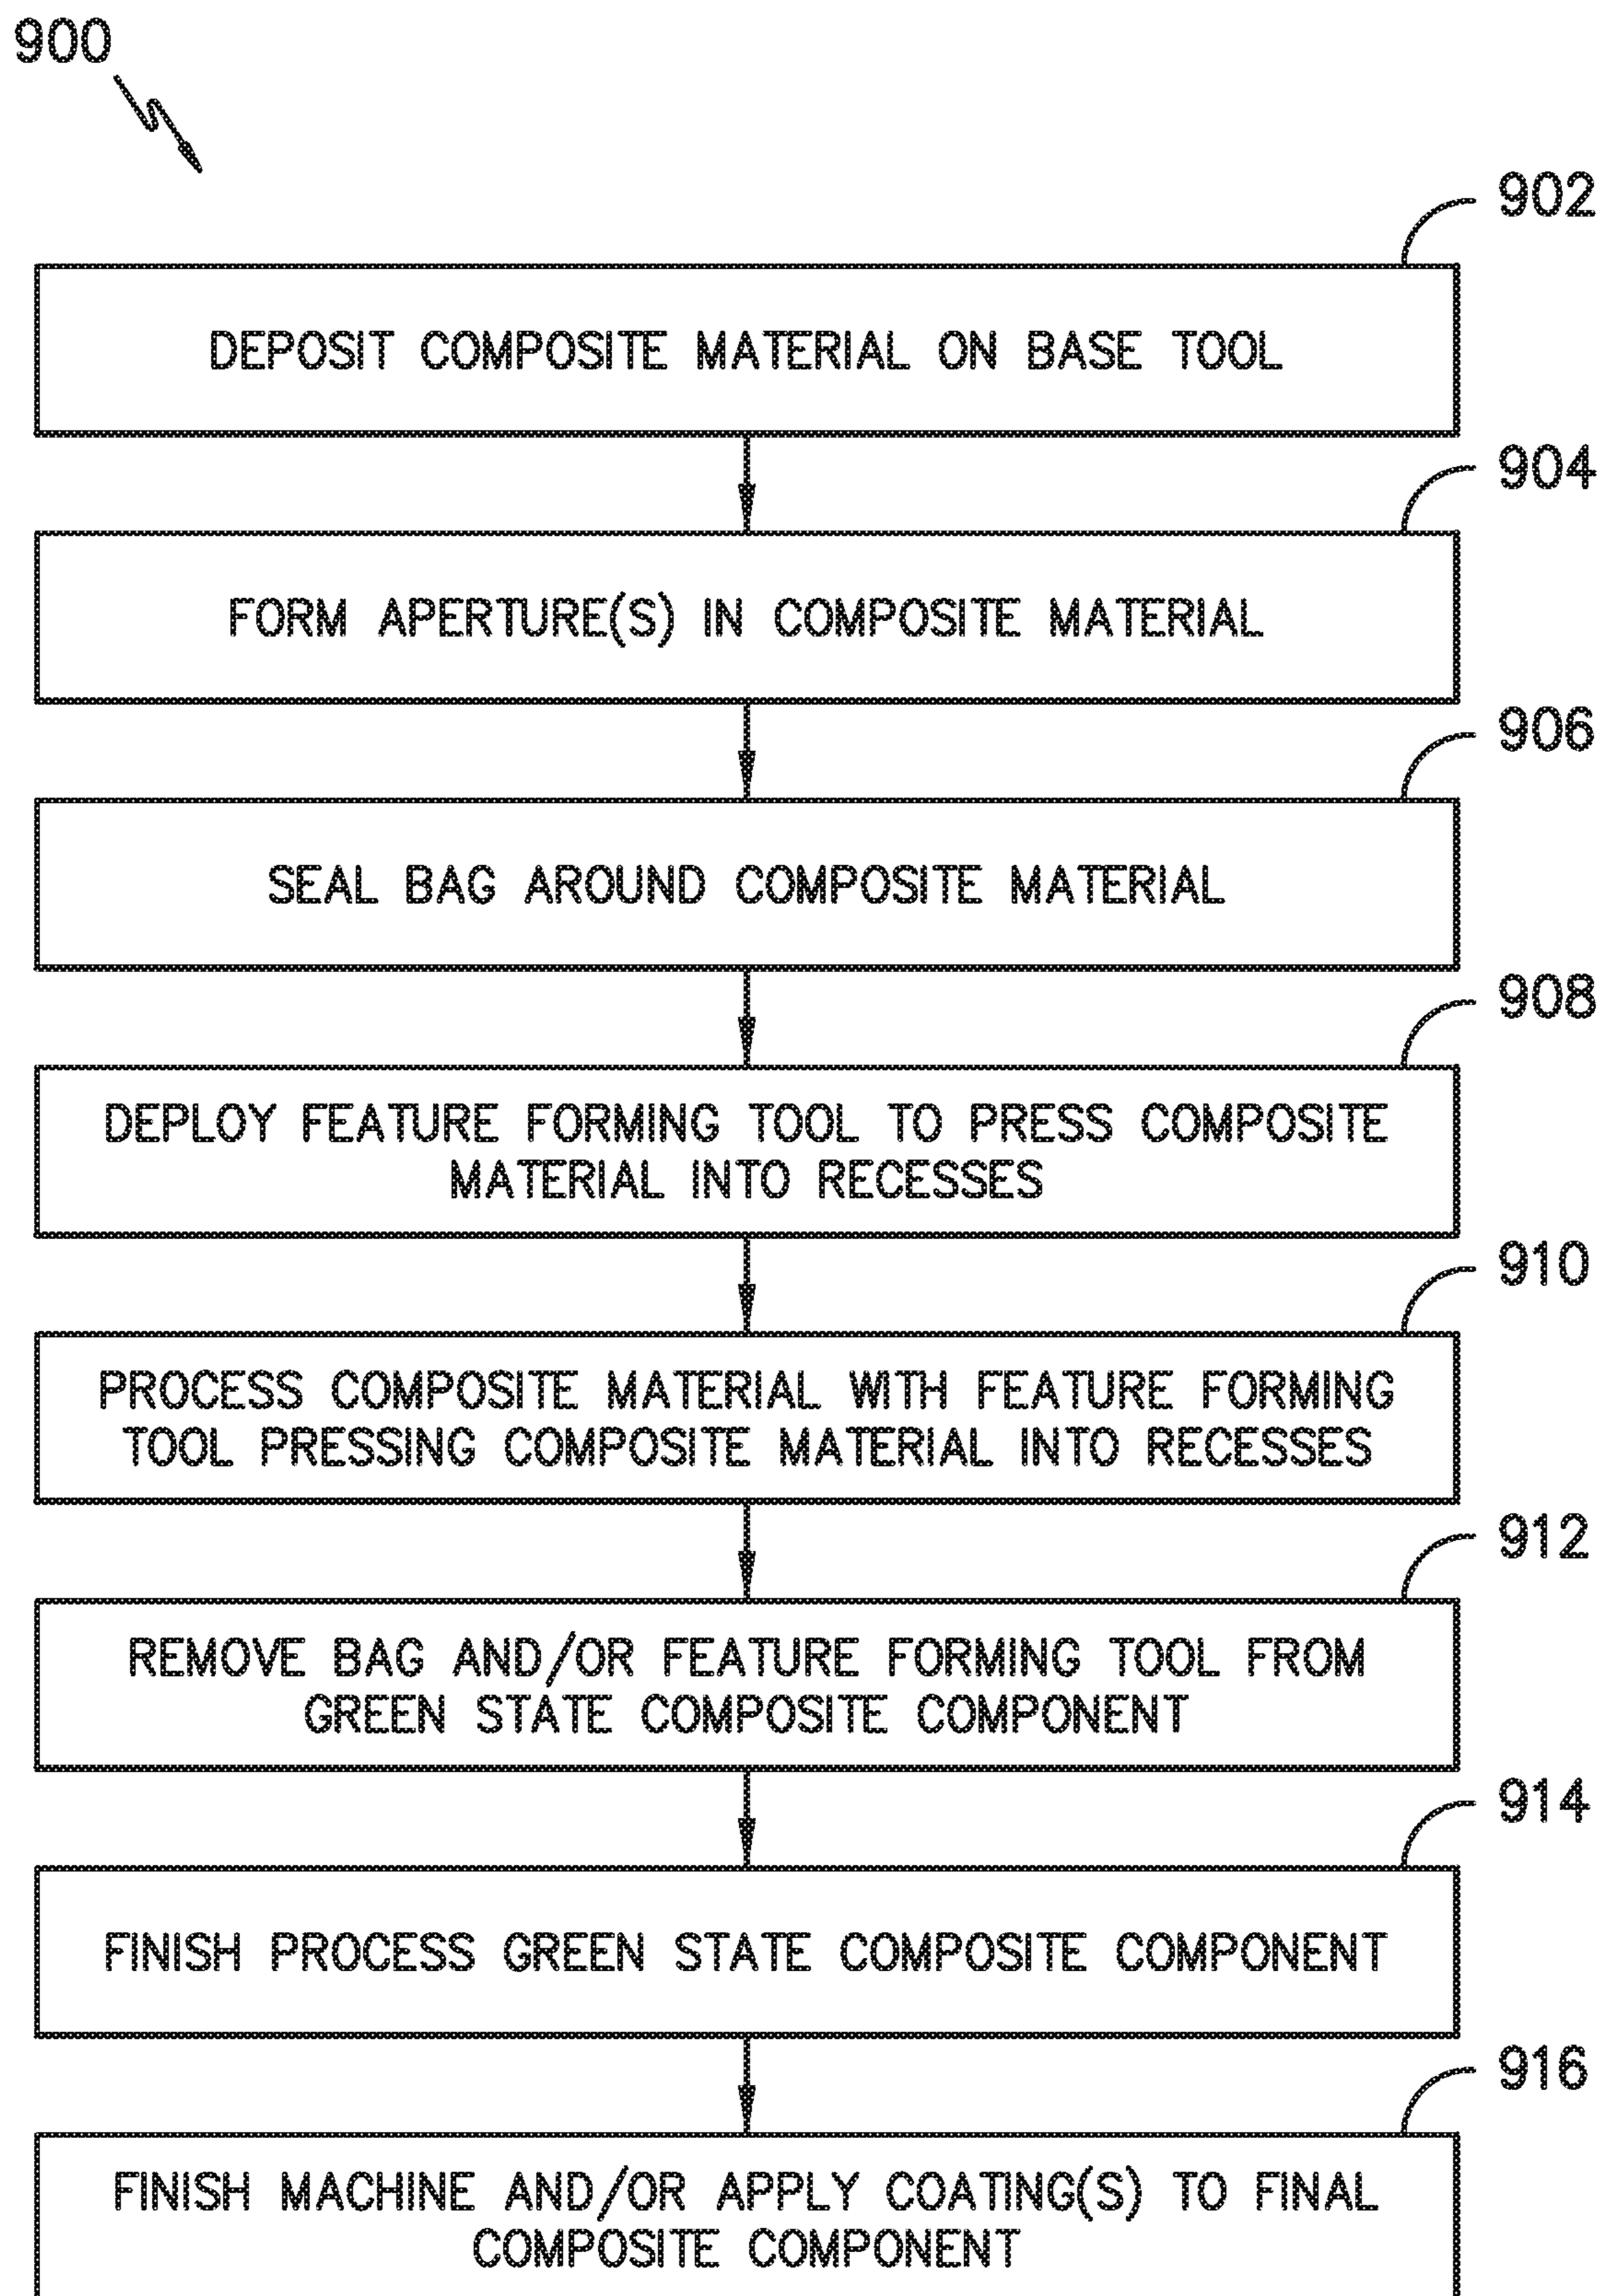 900
902
DEPOSIT COMPOSITE MATERIAL ON BASE TOOL
904
FORM APERTURE(S) IN COMPOSITE MATERIAL
906
SEAL BAG AROUND COMPOSITE MATERIAL
908
DEPLOY FEATURE FORMING TOOL TO PRESS COMPOSITE
MATERIAL INTO RECESSES
910
PROCESS COMPOSITE MATERIAL WITH FEATURE FORMING
TOOL PRESSING COMPOSITE MATERIAL INTO RECESSES
912
REMOVE BAG AND/OR FEATURE FORMING TOOL FROM
GREEN STATE COMPOSITE COMPONENT
914
FINISH PROCESS GREEN STATE COMPOSITE COMPONENT
916
FINISH MACHINE AND/OR APPLY COATING(S) TO FINAL
COMPOSITE COMPONENT